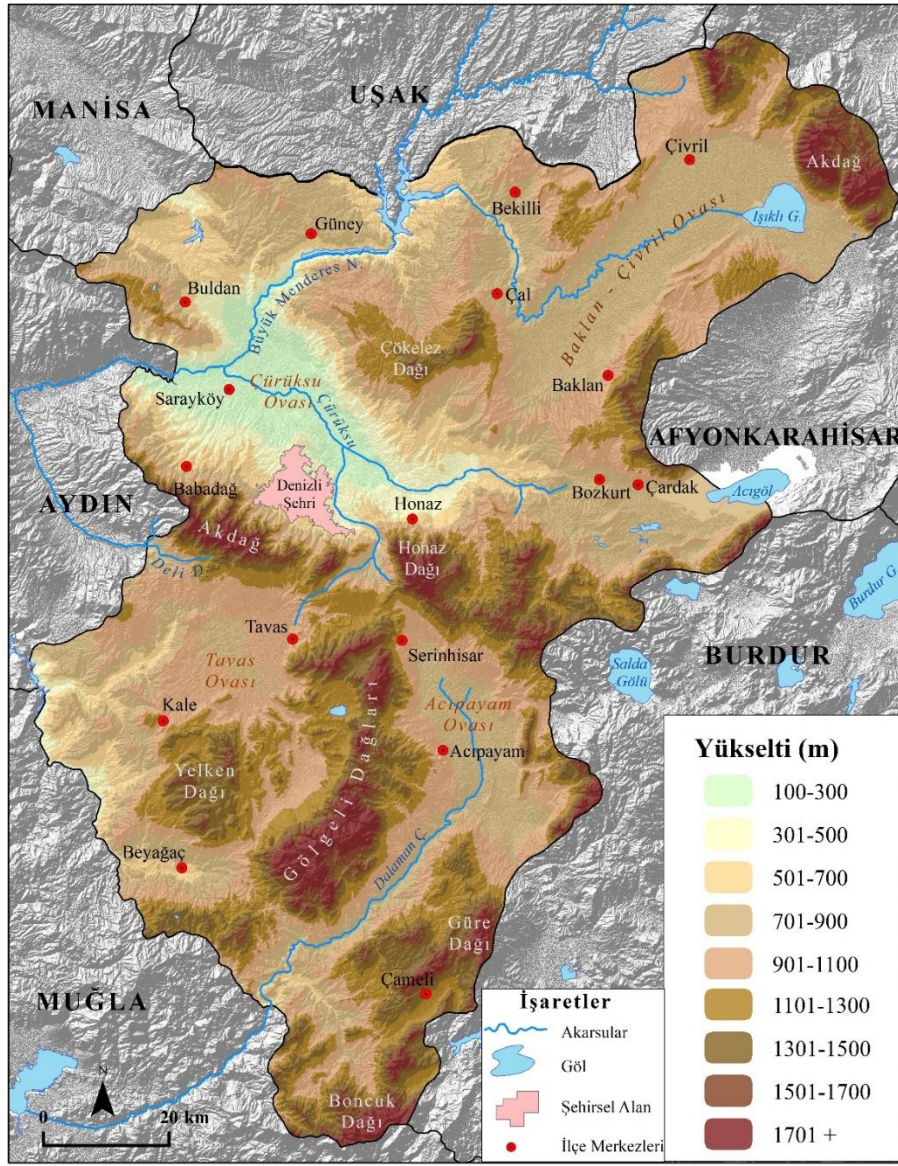 MANİSA
UŞAK
Çivril
Akdağ
Işıklı G.
Bekilli
Güney
Büyük Menderes N.
Buldan
Çal
Baklan - Çivril Ovası
Çökelez
Dağı
Baklan
Cürüksu
Ovası
Sarayköy
Cürüksu
AFYONKARAHİSAR
Acıgöl
Babadağ
Denizli
Şehri
Bozkurt
Çardak
AYDIN
Honaz
Akdağ
Honaz
Dağı
Deli D.
Burdur G
Tavas
Serinhisar
BURDUR
Tavas
Ovası
Salda
Gölü
Kale
Acıpayam
Ovası
Acıpayam
Yelken
Dağı
Gölgeli Dağları
Beyağaç
Dalaman Ç.
Güre
Dağı
Çameli
MUĞLA
Boncuk
Dağı
N
0 20 km
Yükselti (m)
100-300
301-500
501-700
701-900
901-1100
1101-1300
1301-1500
1501-1700
1701 +
İşaretler
Akarsular
Göl
Şehirsel Alan
İlçe Merkezleri